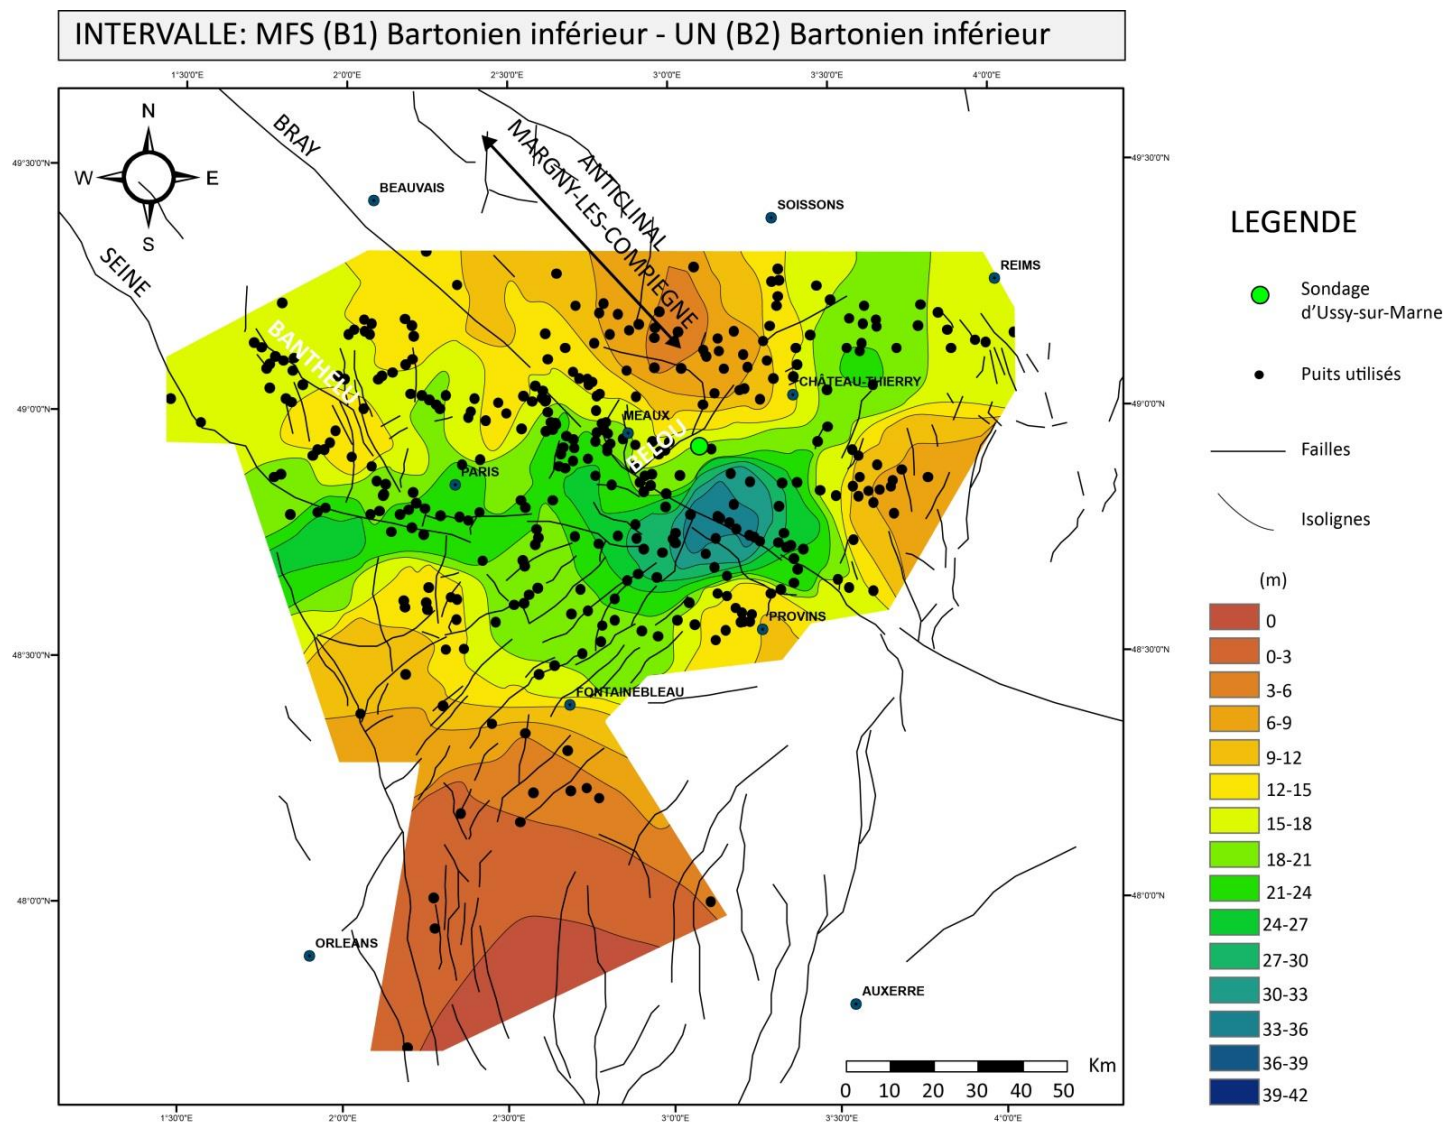 INTERVALLE: MFS (B1) Bartonien inférieur - UN (B2) Bartonien inférieur
1°30'0"E
2°0'0"E
2°30'0"E
3°0'0"E
3°30'0"E
4°0'0"E
N
W
E
S
BRAY
SEINE
ANTICLINAL
MARGNY-LES-COMPIEGNE
BEAUVAIS
SOISSONS
REIMS
BANTHELU
CHÂTEAU-THIERRY
MEAUX
BELOU
PARIS
PROVINS
FONTAINEBLEAU
ORLEANS
AUXERRE
49°30'0"N
49°0'0"N
48°30'0"N
48°0'0"N
49°30'0"N
49°0'0"N
48°30'0"N
48°0'0"N
Km
0 10 20 30 40 50
1°30'0"E
2°0'0"E
2°30'0"E
3°0'0"E
3°30'0"E
4°0'0"E
LEGENDE
Sondage
d'Ussy-sur-Marne
Puits utilisés
Failles
Isolignes
(m)
0
0-3
3-6
6-9
9-12
12-15
15-18
18-21
21-24
24-27
27-30
30-33
33-36
36-39
39-42